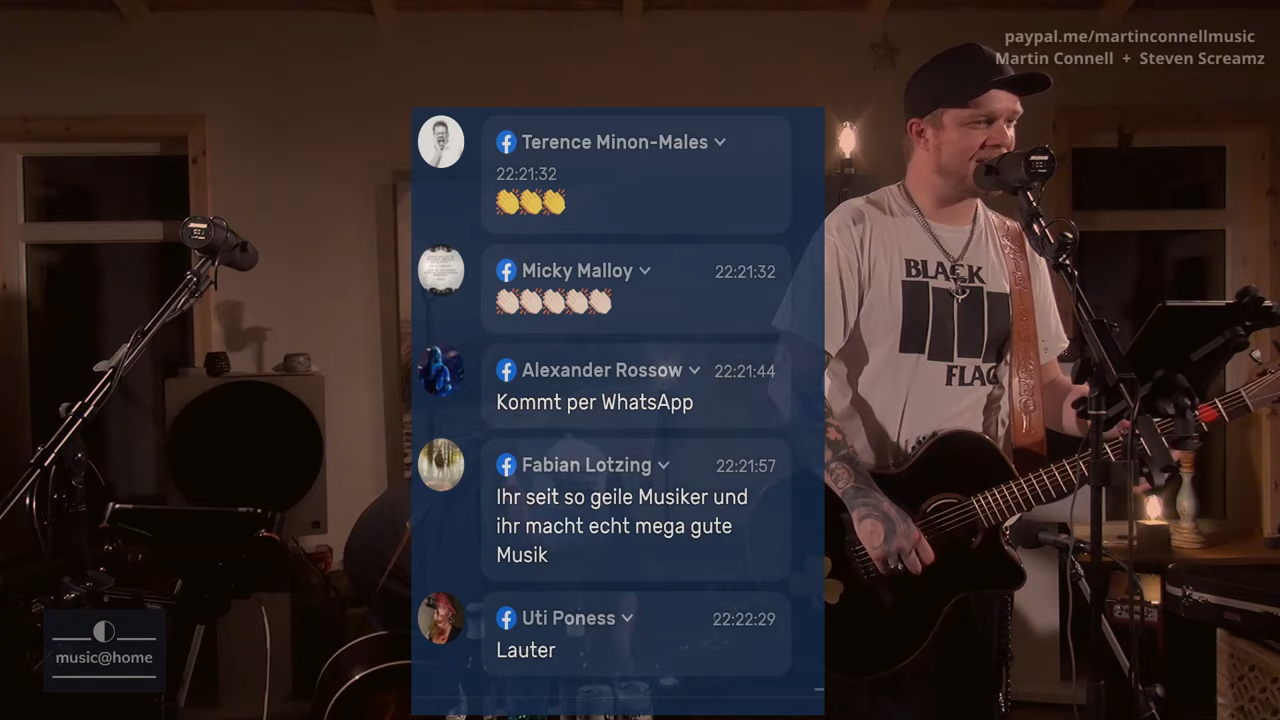 paypal.me/martinconnellmusic
Martin Connell + Steven Screamz
Terence Minon-Males
22:21:32
👏👏👏
Micky Malloy 22:21:32
👏🏻👏🏻👏🏻👏🏻👏🏻
Alexander Rossow 22:21:44
Kommt per WhatsApp
Fabian Lotzing 22:21:57
Ihr seit so geile Musiker und
ihr macht echt mega gute
Musik
Uti Poness 22:22:29
Lauter
BLACK
FLAG
music@home